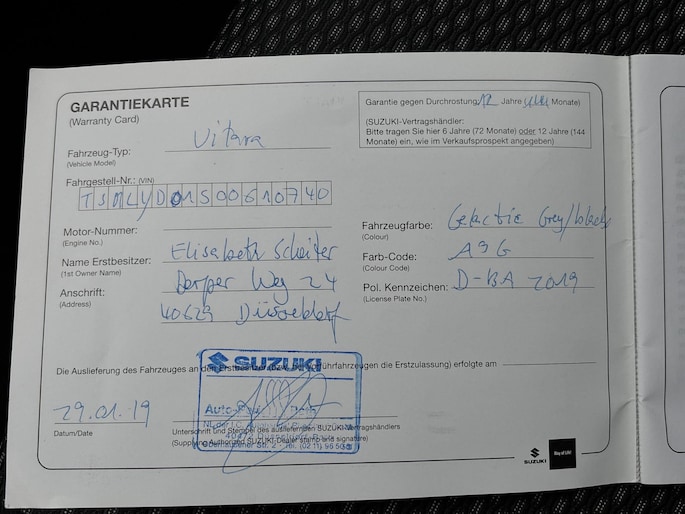 GARANTIEKARTE
(Warranty Card)
Garantie gegen Durchrostung 12 Jahre (144 Monate)
(SUZUKI-Vertragshändler:
Bitte tragen Sie hier 6 Jahre (72 Monate) oder 12 Jahre (144
Monate) ein, wie im Verkaufsprospekt angegeben)
Fahrzeug-Typ: Vitara
(Vehicle Model)
Fahrgestell-Nr.: (VIN)
TSMLYD01S00610740
Motor-Nummer:
(Engine No.)
Fahrzeugfarbe: Galactic Grey/black
(Colour)
Name Erstbesitzer: Elisabeth
(1st Owner Name)
Farb-Code: A9G
(Colour Code)
Anschrift: Derper Weg 24
(Address)
Pol. Kennzeichen: D-BA 2019
(License Plate No.)
40629 Düsseldorf
Die Auslieferung des Fahrzeuges an den Erstbesitzer die Erstzulassung) erfolgte am
SUZUKI
29.01.19
Datum/Date
Unterschrift und Stempel des ausliefernden SUZUKI-Vertragshändlers
(Supplying Authorized SUZUKI Dealer stamp and signature)
SUZUKI
Way of Life!